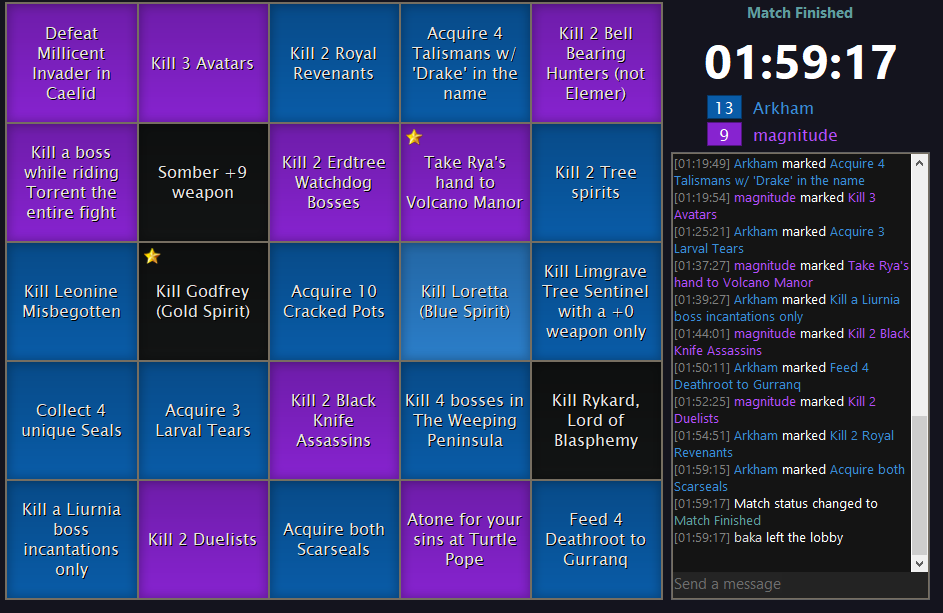 Defeat
Millicent
Invader in
Caelid
Kill 3 Avatars
Kill 2 Royal
Revenants
Acquire 4
Talismans w/
'Drake' in the
name
Kill 2 Bell
Bearing
Hunters (not
Elemer)
Kill a boss
while riding
Torrent the
entire fight
Somber +9
weapon
Kill 2 Erdtree
Watchdog
Bosses
Take Rya's
hand to
Volcano Manor
Kill 2 Tree
spirits
Kill Leonine
Misbegotten
Kill Godfrey
(Gold Spirit)
Acquire 10
Cracked Pots
Kill Loretta
(Blue Spirit)
Kill Limgrave
Tree Sentinel
with a +0
weapon only
Collect 4
unique Seals
Acquire 3
Larval Tears
Kill 2 Black
Knife
Assassins
Kill 4 bosses in
The Weeping
Peninsula
Kill Rykard,
Lord of
Blasphemy
Kill a Liurnia
boss
incantations
only
Kill 2 Duelists
Acquire both
Scarseals
Atone for your
sins at Turtle
Pope
Feed 4
Deathroot to
Gurranq
Match Finished
01:59:17
13 Arkham
9 magnitude
[01:19:49] Arkham marked Acquire 4
Talismans w/ 'Drake' in the name
[01:19:54] magnitude marked Kill 3
Avatars
[01:25:21] Arkham marked Acquire 3
Larval Tears
[01:37:27] magnitude marked Take Rya's
hand to Volcano Manor
[01:39:27] Arkham marked Kill a Liurnia
boss incantations only
[01:44:01] magnitude marked Kill 2 Black
Knife Assassins
[01:50:11] Arkham marked Feed 4
Deathroot to Gurranq
[01:52:25] magnitude marked Kill 2
Duelists
[01:54:51] Arkham marked Kill 2 Royal
Revenants
[01:59:15] Arkham marked Acquire both
Scarseals
[01:59:17] Match status changed to
Match Finished
[01:59:17] baka left the lobby
Send a message